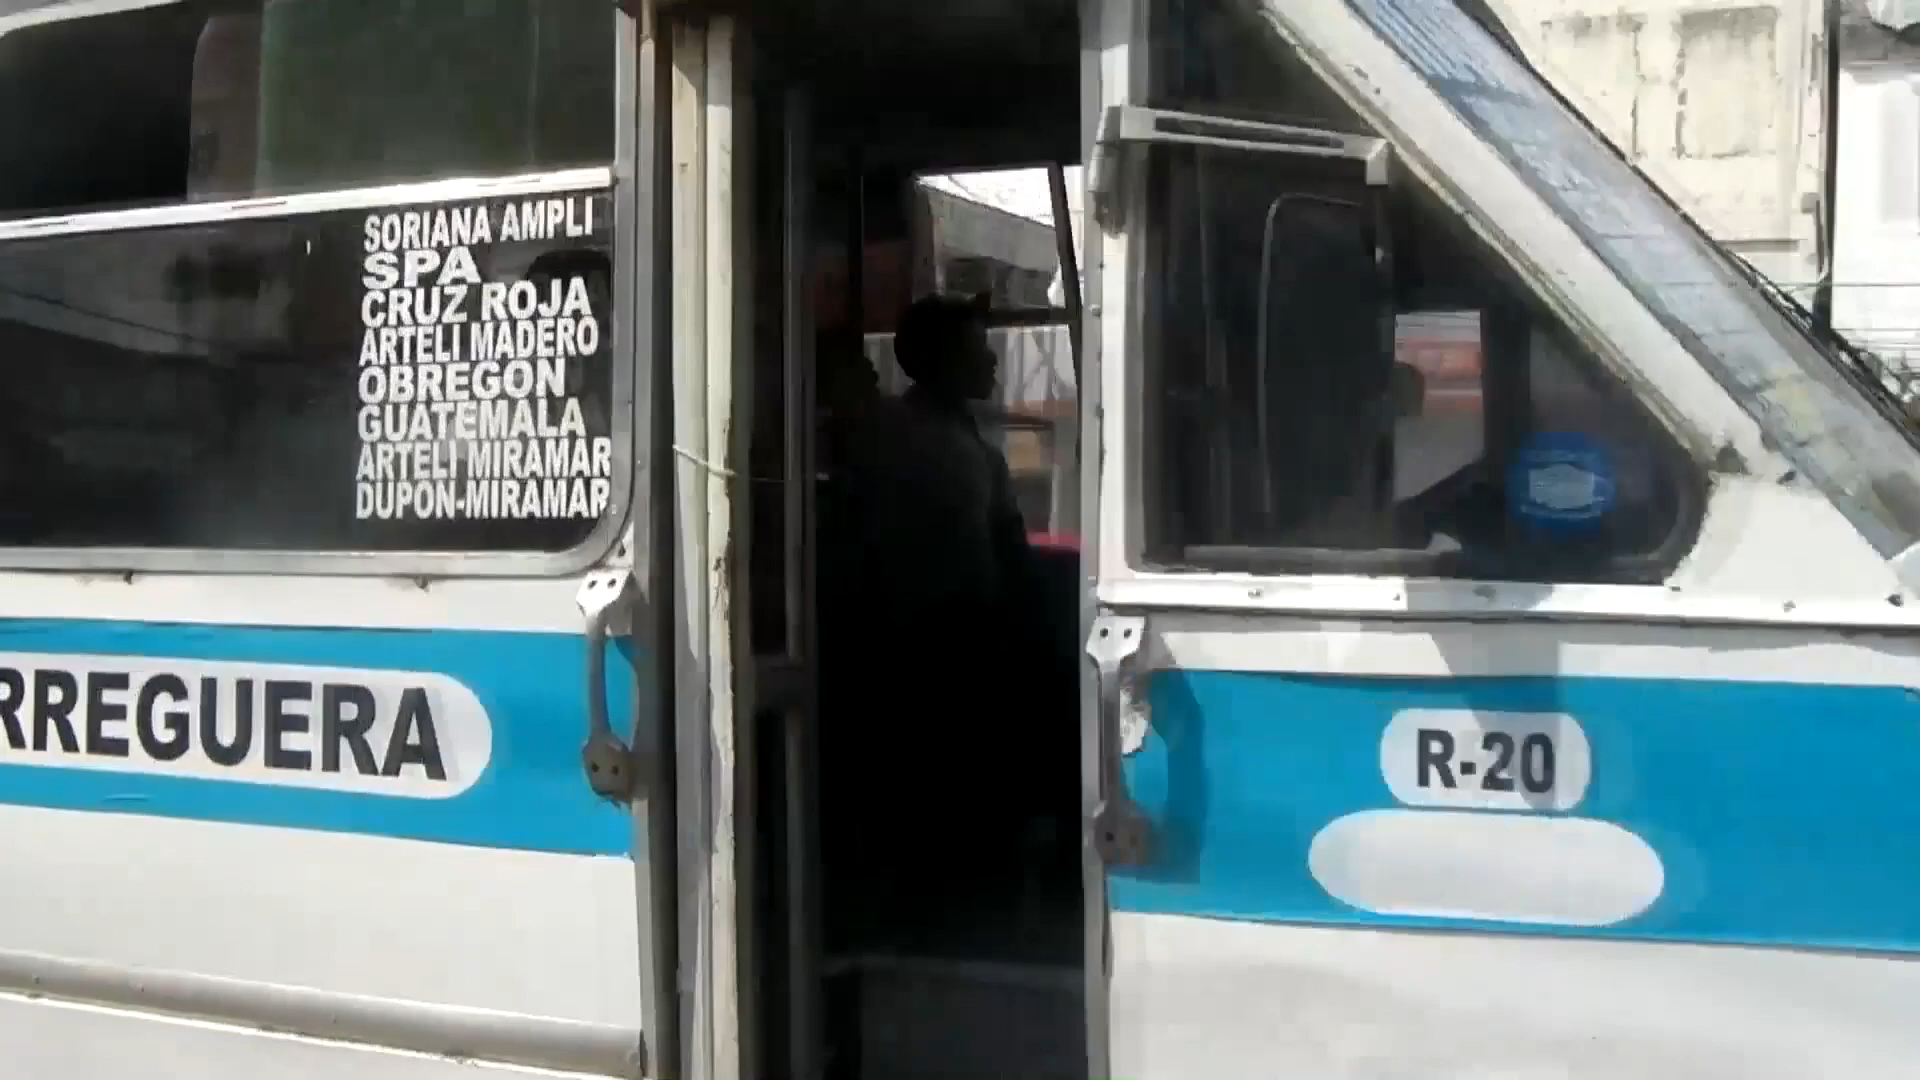 SORIANA AMPLI
SPA
CRUZ ROJA
ARTELI MADERO
OBREGON
GUATEMALA
ARTELI MIRAMAR
DUPON-MIRAMAR
RREGUERA
R-20